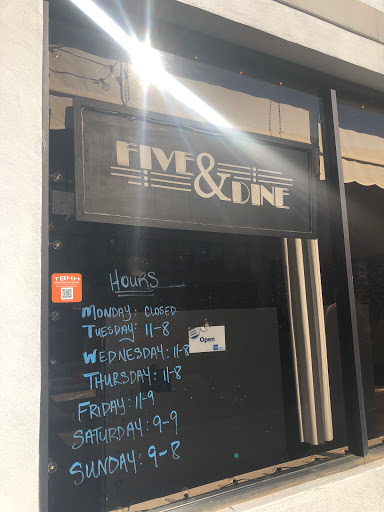 FIVE & DINE
HOURS
MONDAY: CLOSED
TUESDAY: 11-8
WEDNESDAY: 11-8
THURSDAY: 11-8
FRIDAY: 11-9
SATURDAY: 9-9
SUNDAY: 9-8
TBHH
Open